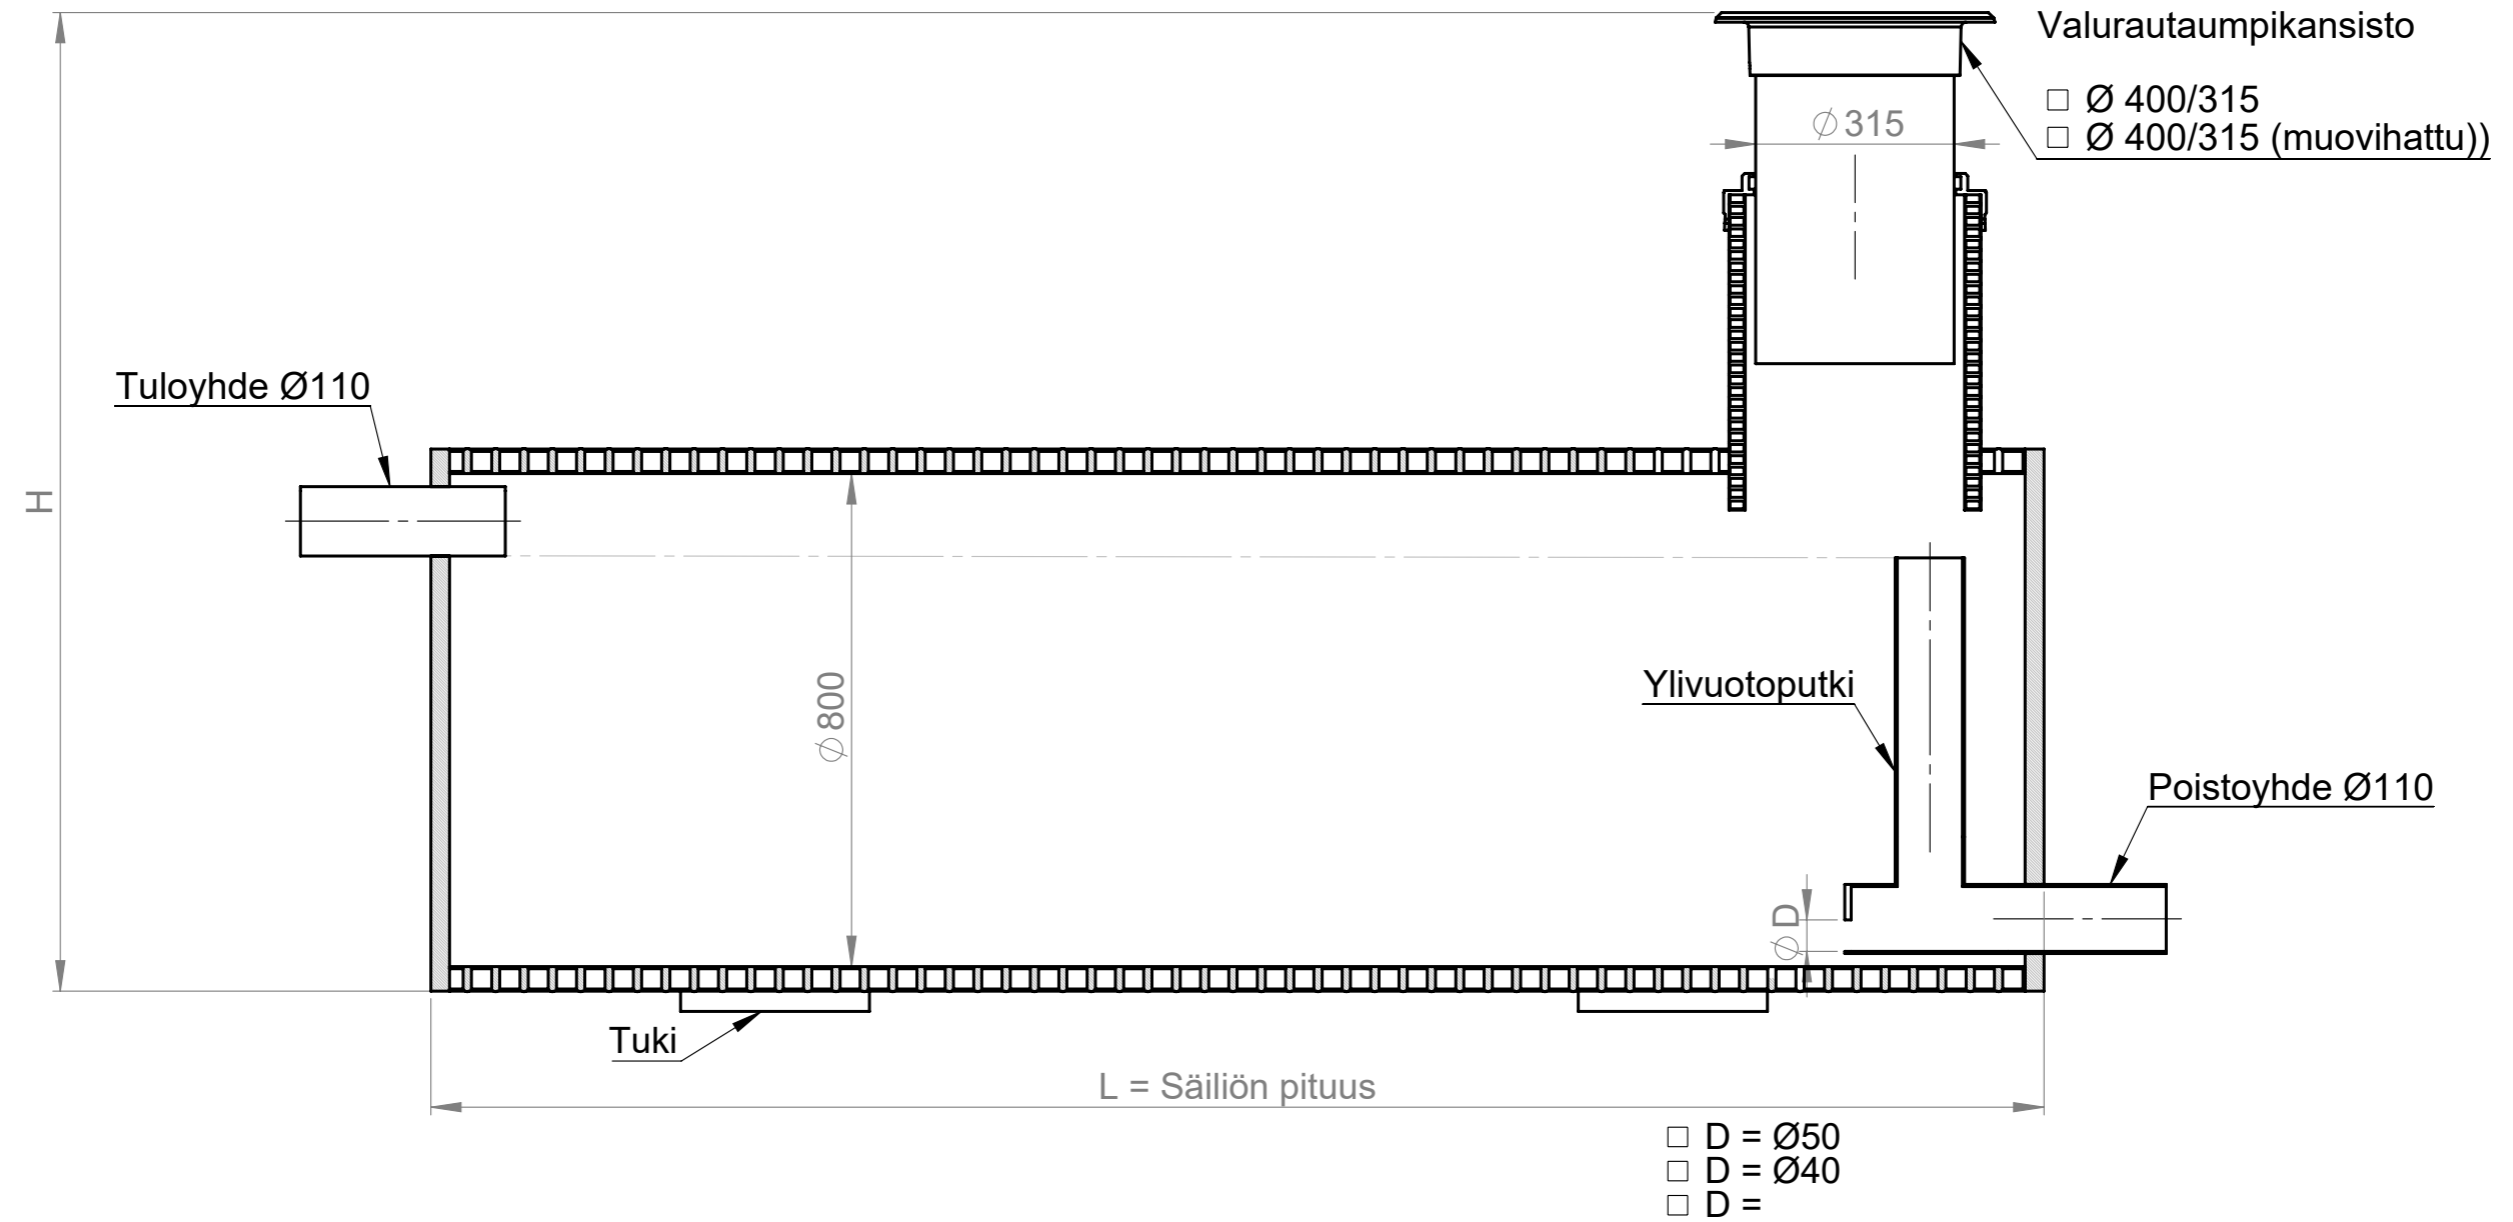 Valurautaumpikansisto
□ Ø 400/315
□ Ø 400/315 (muovihattu))
Ø 315
Tuloyhde Ø110
H
Ø 800
Ylivuotoputki
Poistoyhde Ø110
Ø D
Tuki
L = Säiliön pituus
□ D = Ø50
□ D = Ø40
□ D =